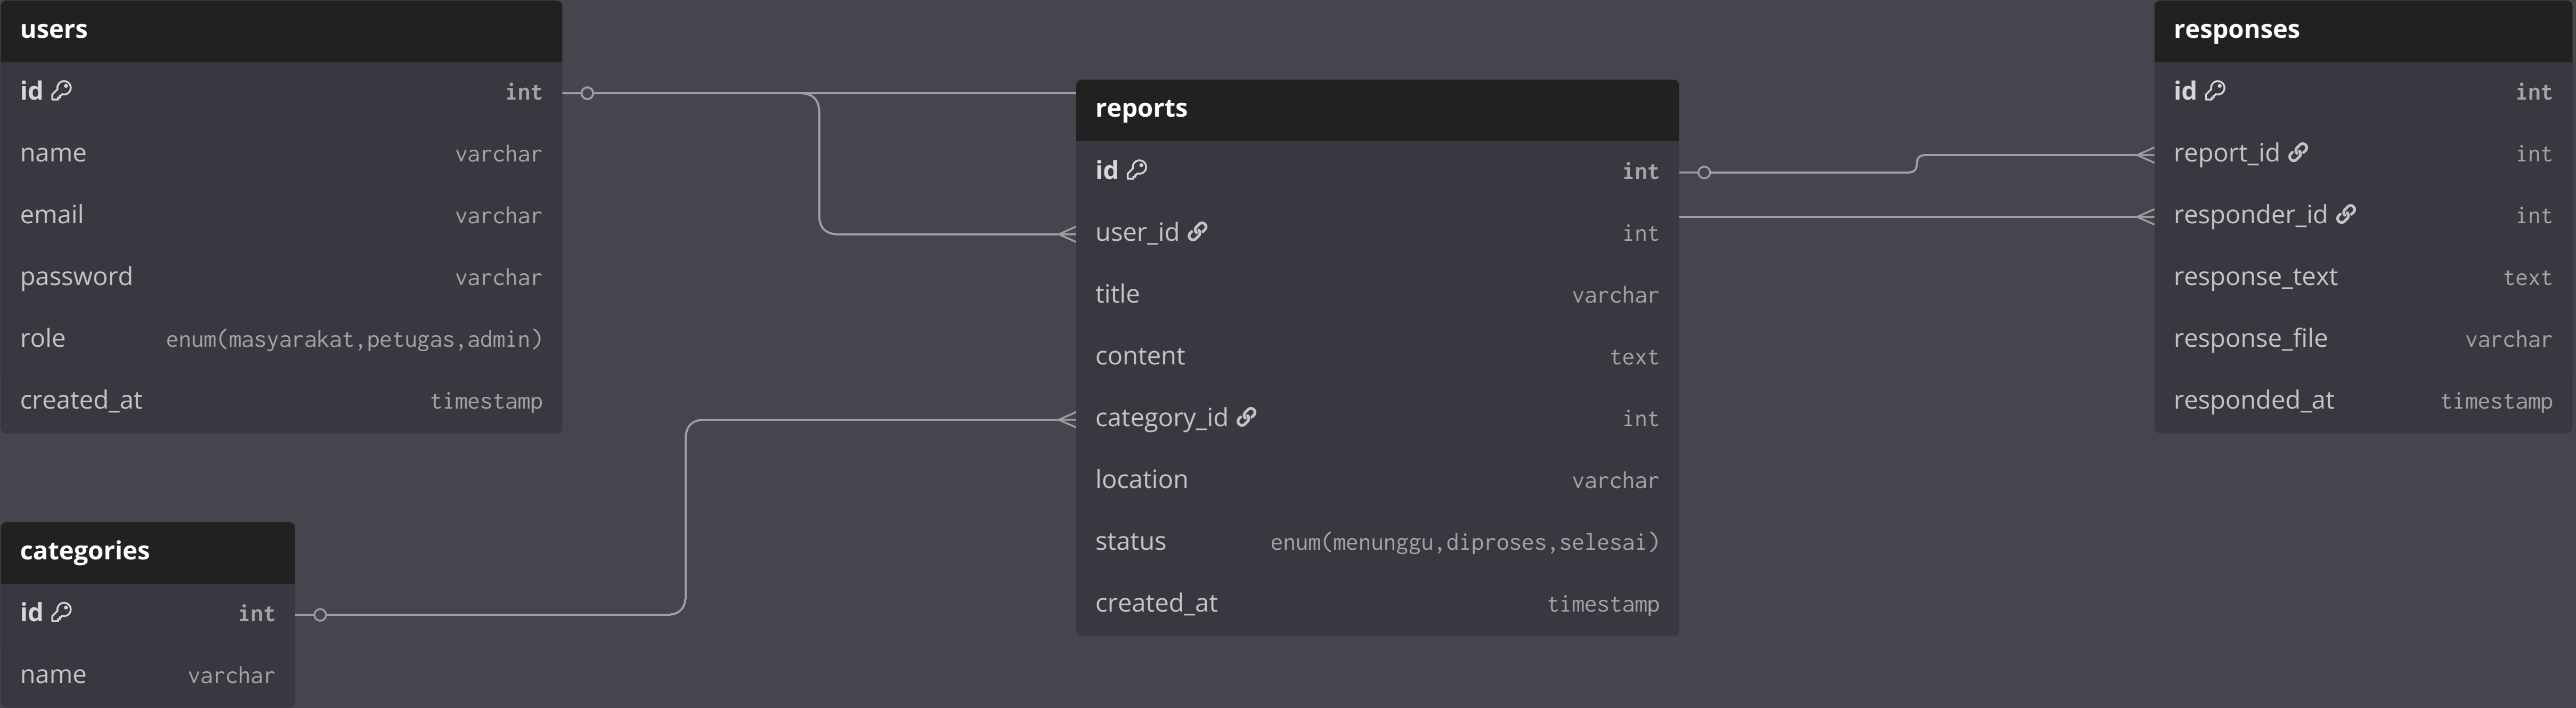 users
id int
name varchar
email varchar
password varchar
role enum(masyarakat,petugas,admin)
created_at timestamp
categories
id int
name varchar
reports
id int
user_id int
title varchar
content text
category_id int
location varchar
status enum(menunggu,diproses,selesai)
created_at timestamp
responses
id int
report_id int
responder_id int
response_text text
response_file varchar
responded_at timestamp